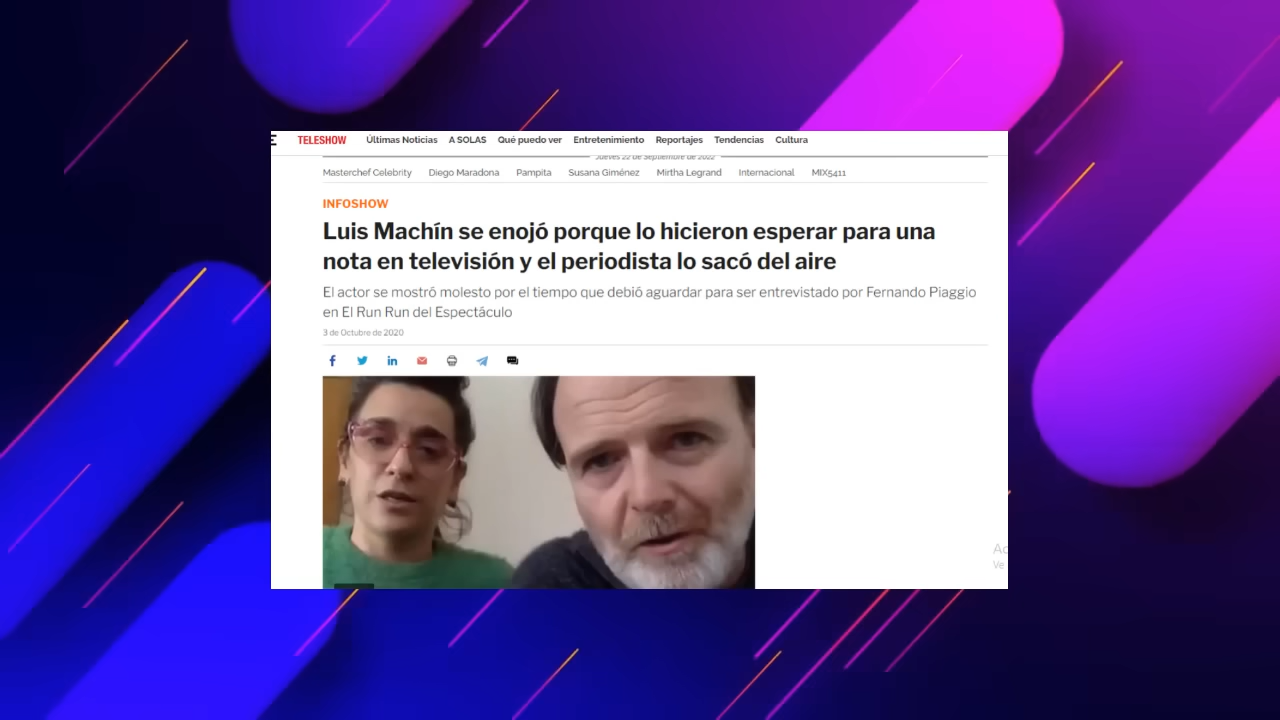 TELESHOW Últimas Noticias A SOLAS Qué puedo ver Entretenimiento Reportajes Tendencias Cultura
Jueves 22 de Septiembre de 2022
Masterchef Celebrity Diego Maradona Pampita Susana Giménez Mirtha Legrand Internacional MIX5411
INFOSHOW
Luis Machín se enojó porque lo hicieron esperar para una
nota en televisión y el periodista lo sacó del aire
El actor se mostró molesto por el tiempo que debió aguardar para ser entrevistado por Fernando Piaggio
en El Run Run del Espectáculo
3 de Octubre de 2020
Ac
Ve